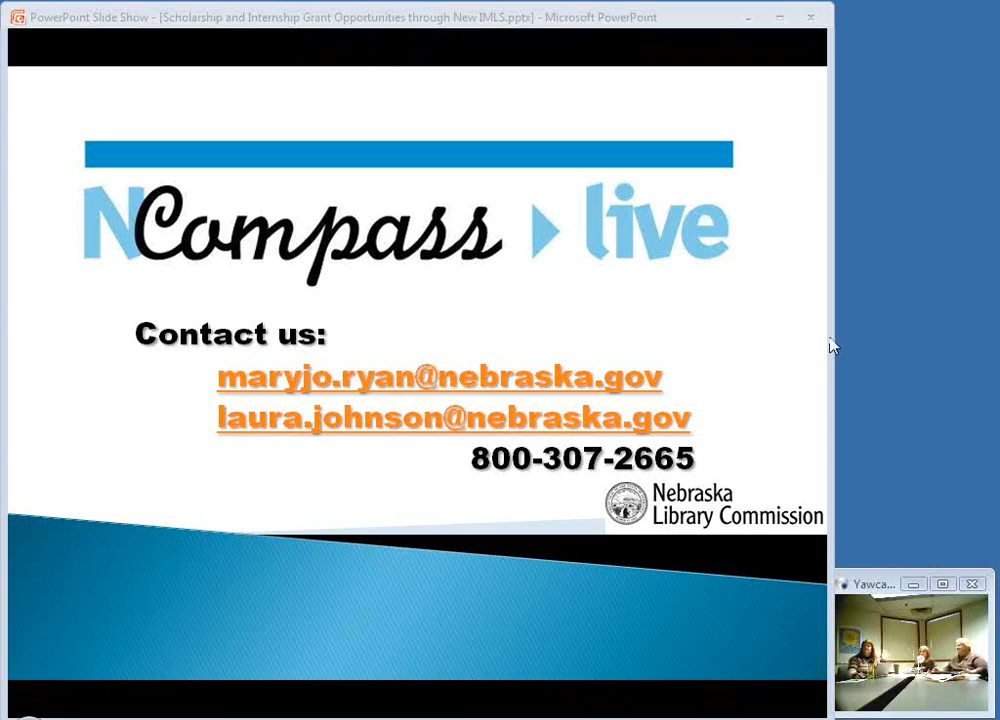 PowerPoint Slide Show - [Scholarship and Internship Grant Opportunities through New IMLS.pptx] - Microsoft PowerPoint
NCompass live
Contact us:
maryjo.ryan@nebraska.gov
laura.johnson@nebraska.gov
800-307-2665
Nebraska
Library Commission
Yawca...